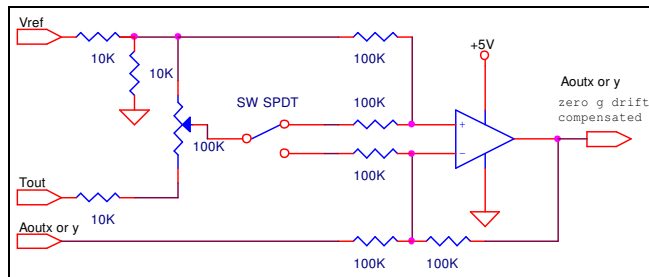 Vref
10K
10K
100K
+5V
Aoutx or y
zero g drift
compensated
SW SPDT
100K
100K
+
−
100K
Tout
10K
Aoutx or y
100K
100K